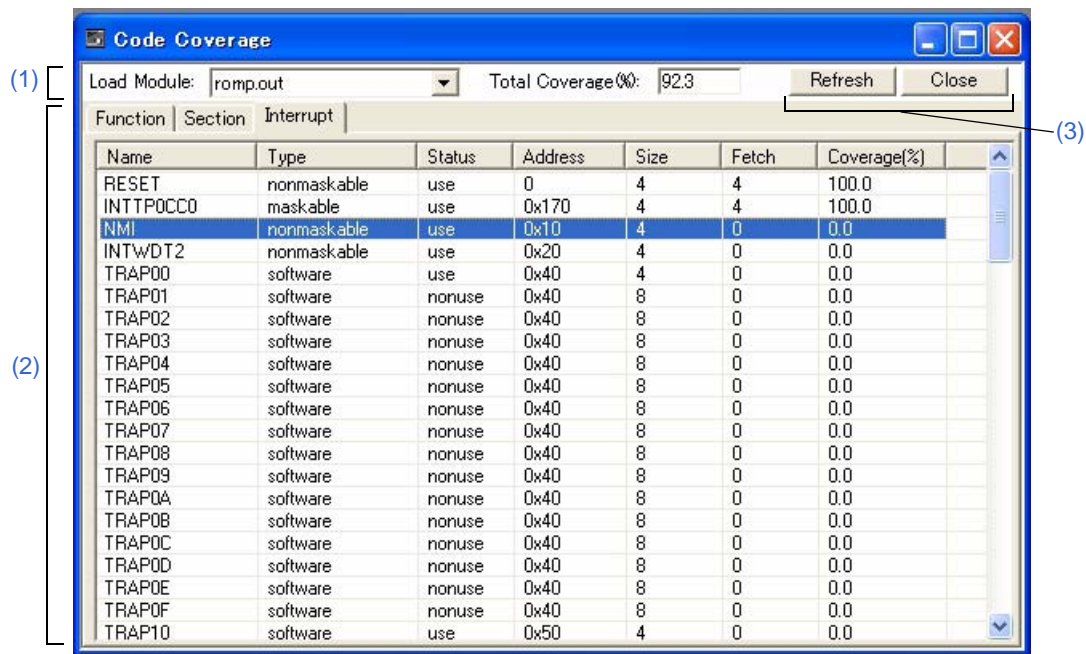 Code Coverage
(1) Load Module: romp.out Total Coverage(%): 92.3 Refresh Close
(3)
Function Section Interrupt
Name Type Status Address Size Fetch Coverage(%)
RESET nonmaskable use 0 4 4 100.0
INTTP0CC0 maskable use 0x170 4 4 100.0
NMI nonmaskable use 0x10 4 0 0.0
INTWDT2 nonmaskable use 0x20 4 0 0.0
TRAP00 software use 0x40 4 0 0.0
TRAP01 software nonuse 0x40 8 0 0.0
TRAP02 software nonuse 0x40 8 0 0.0
TRAP03 software nonuse 0x40 8 0 0.0
(2) TRAP04 software nonuse 0x40 8 0 0.0
TRAP05 software nonuse 0x40 8 0 0.0
TRAP06 software nonuse 0x40 8 0 0.0
TRAP07 software nonuse 0x40 8 0 0.0
TRAP08 software nonuse 0x40 8 0 0.0
TRAP09 software nonuse 0x40 8 0 0.0
TRAP0A software nonuse 0x40 8 0 0.0
TRAP0B software nonuse 0x40 8 0 0.0
TRAP0C software nonuse 0x40 8 0 0.0
TRAP0D software nonuse 0x40 8 0 0.0
TRAP0E software nonuse 0x40 8 0 0.0
TRAP0F software nonuse 0x40 8 0 0.0
TRAP10 software use 0x50 4 0 0.0